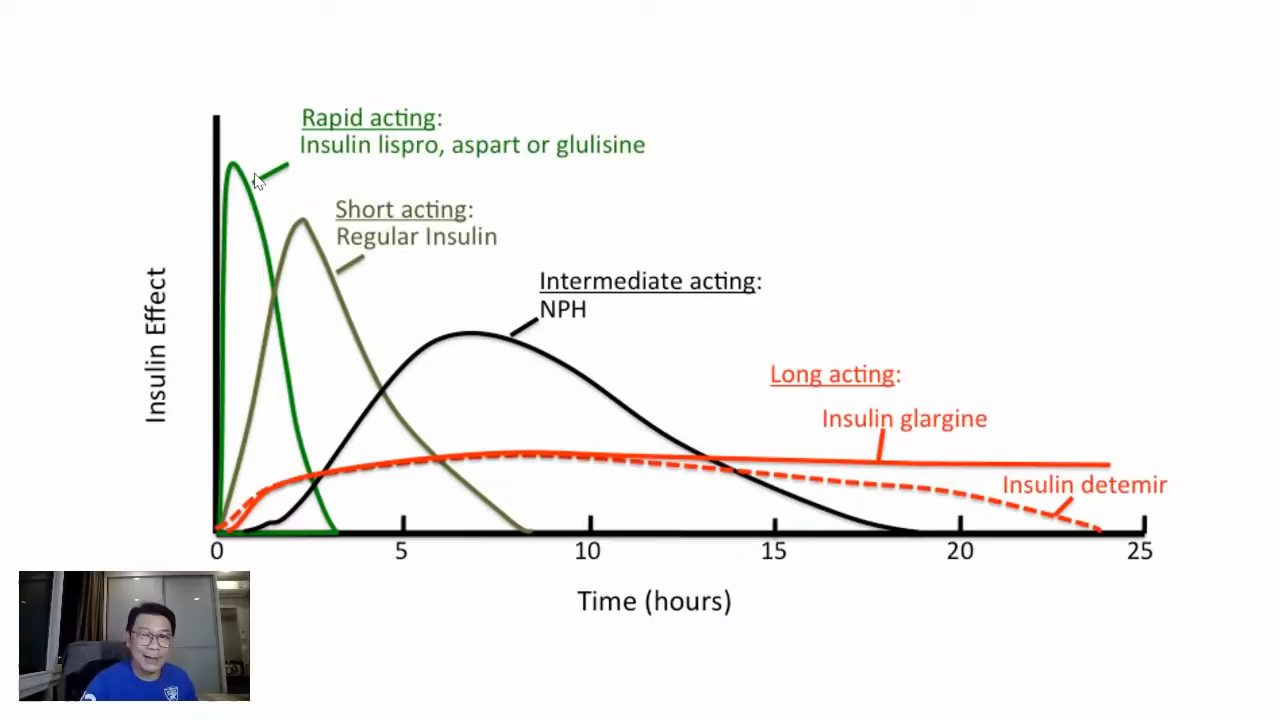 Rapid acting:
Insulin lispro, aspart or glulisine
Short acting:
Regular Insulin
Intermediate acting:
NPH
Long acting:
Insulin glargine
Insulin detemir
Insulin Effect
0 5 10 15 20 25
Time (hours)